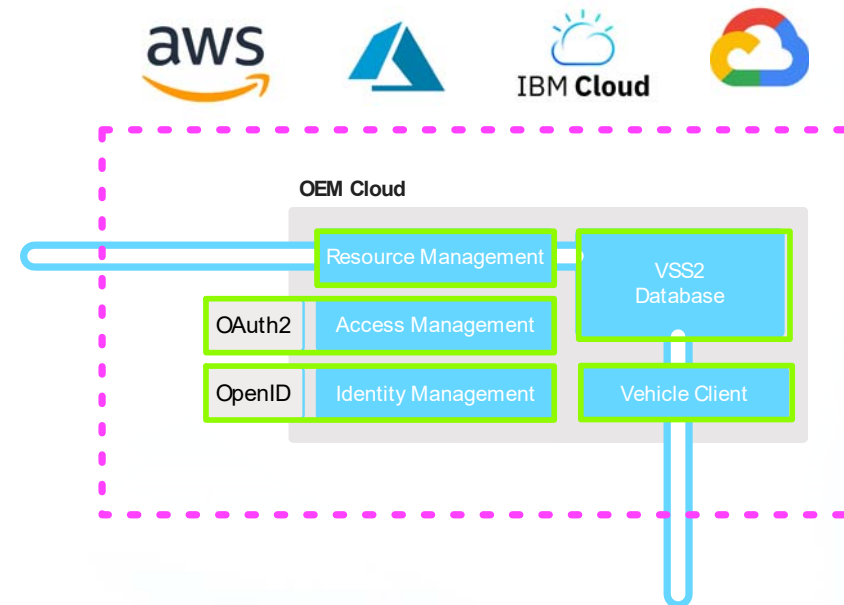 aws
IBM Cloud
OEM Cloud
Resource Management
VSS2
Database
OAuth2
Access Management
OpenID
Identity Management
Vehicle Client